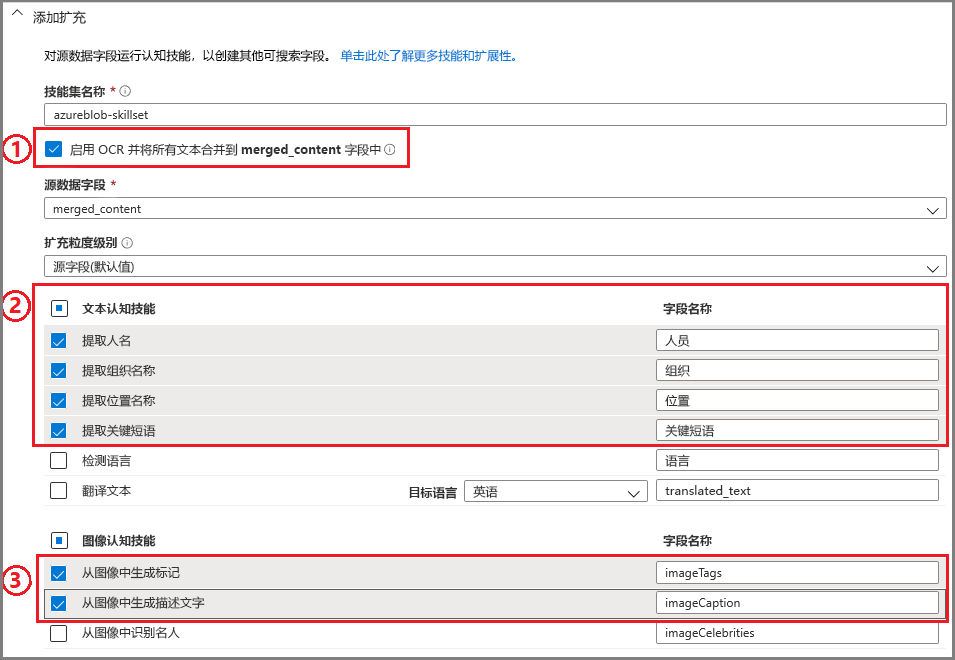 添加扩充
对源数据字段运行认知技能，以创建其他可搜索字段。 单击此处了解更多技能和扩展性。
技能集名称 *
azureblob-skillset
① 启用 OCR 并将所有文本合并到 merged_content 字段中
源数据字段 *
merged_content
扩充粒度级别
源字段(默认值)
② 文本认知技能 字段名称
提取人名 人员
提取组织名称 组织
提取位置名称 位置
提取关键短语 关键短语
检测语言 语言
翻译文本 目标语言 英语 translated_text
图像认知技能 字段名称
③ 从图像中生成标记 imageTags
从图像中生成描述文字 imageCaption
从图像中识别名人 imageCelebrities